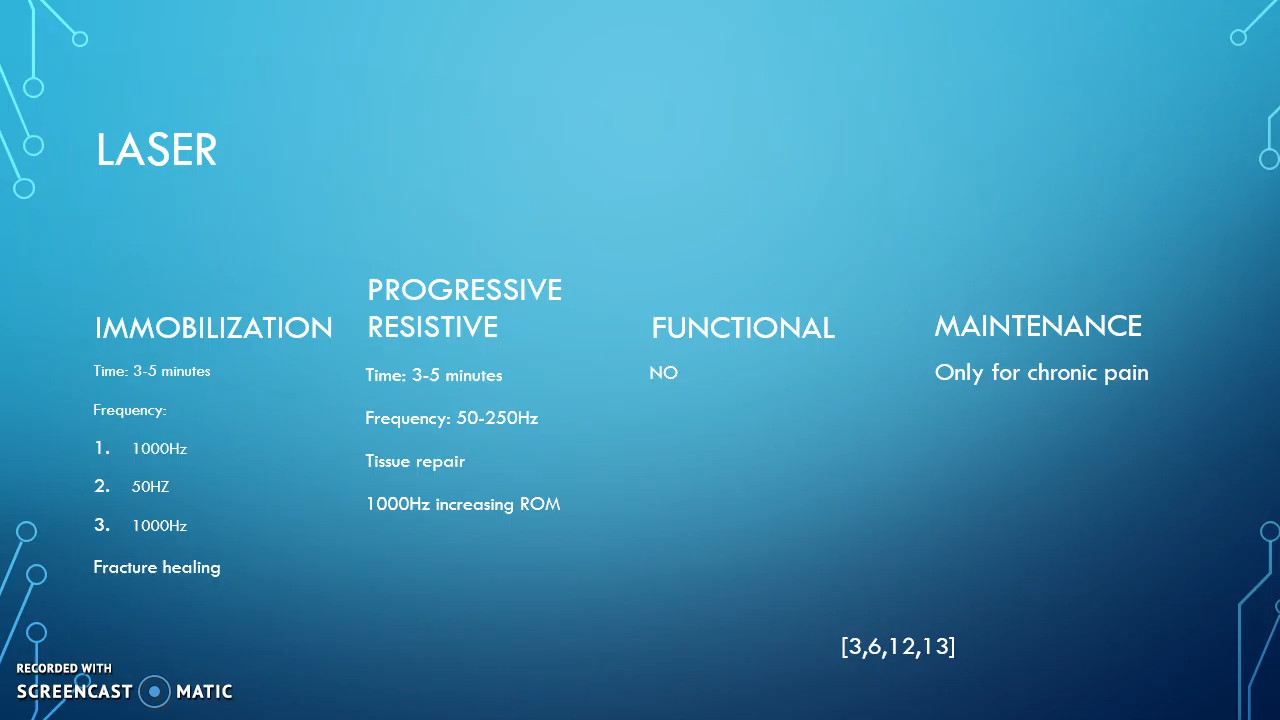 LASER
IMMOBILIZATION
Time: 3-5 minutes
Frequency:
1. 1000Hz
2. 50HZ
3. 1000Hz
Fracture healing
PROGRESSIVE
RESISTIVE
Time: 3-5 minutes
Frequency: 50-250Hz
Tissue repair
1000Hz increasing ROM
FUNCTIONAL
NO
MAINTENANCE
Only for chronic pain
[3,6,12,13]
RECORDED WITH
SCREENCAST MATIC